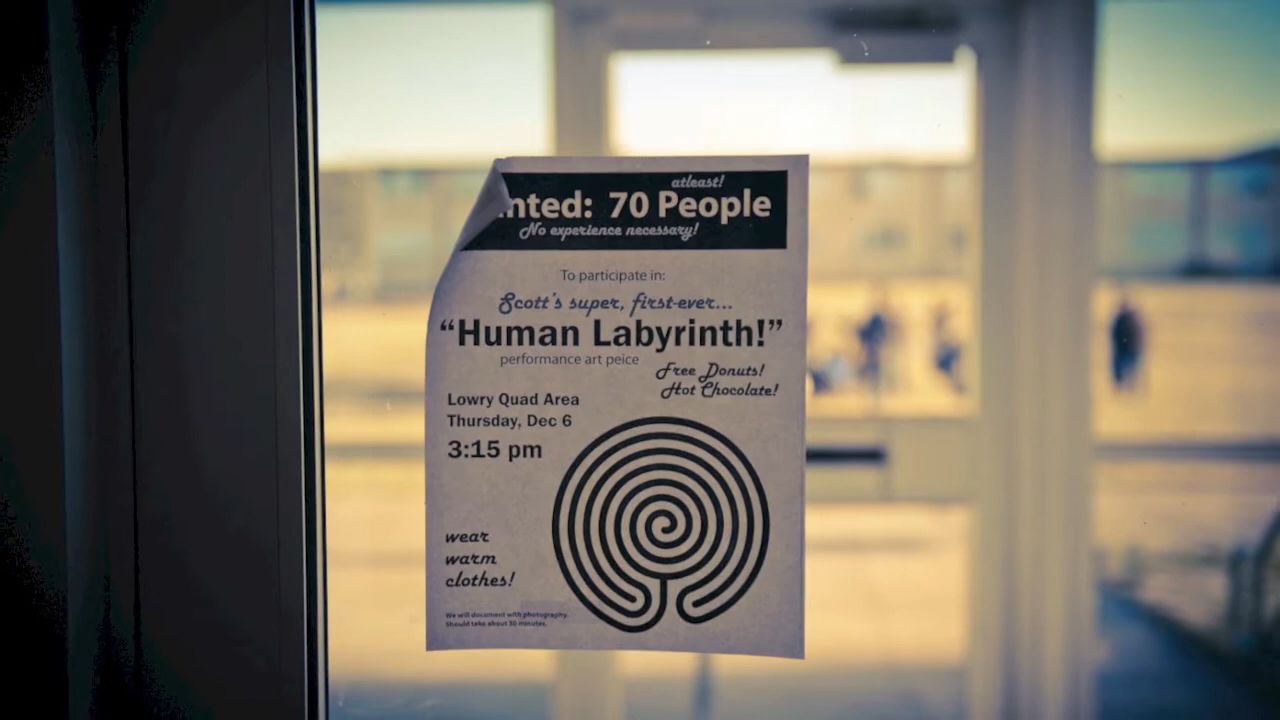 atleast!
nted: 70 People
No experience necessary!
To participate in:
Scott's super, first-ever...
“Human Labyrinth!”
performance art peice
Free Donuts!
Hot Chocolate!
Lowry Quad Area
Thursday, Dec 6
3:15 pm
wear
warm
clothes!
We will document with photography.
Should take about 30 minutes.